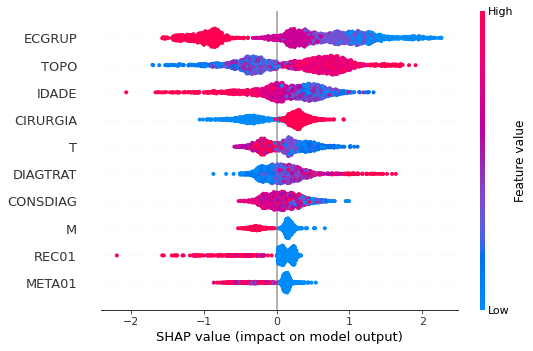 High
ECGRUP
TOPO
IDADE
CIRURGIA
T
DIAGTRAT
CONSDIAG
M
REC01
META01
Feature value
Low
−2 −1 0 1 2
SHAP value (impact on model output)